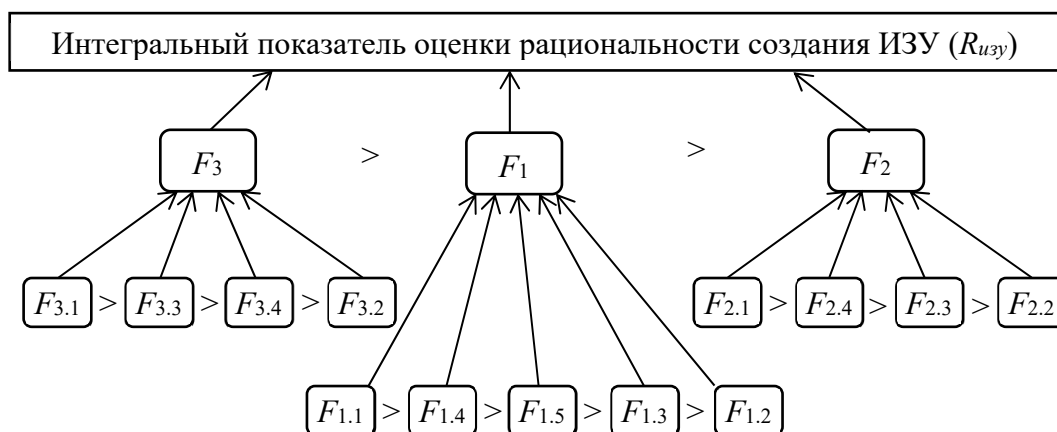 Интегральный показатель оценки рациональности создания ИЗУ (Rизу)
F3 > F1 > F2
F3.1 > F3.3 > F3.4 > F3.2 F2.1 > F2.4 > F2.3 > F2.2
F1.1 > F1.4 > F1.5 > F1.3 > F1.2